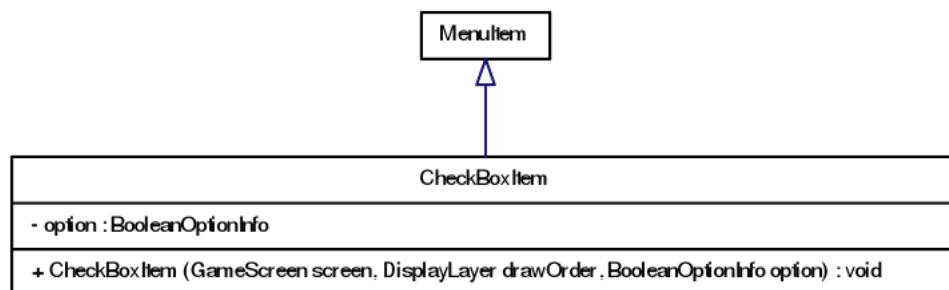 MenuItem
CheckBoxItem
- option : BooleanOptionInfo
+ CheckBoxItem (GameScreen screen, DisplayLayer drawOrder, BooleanOptionInfo option) : void